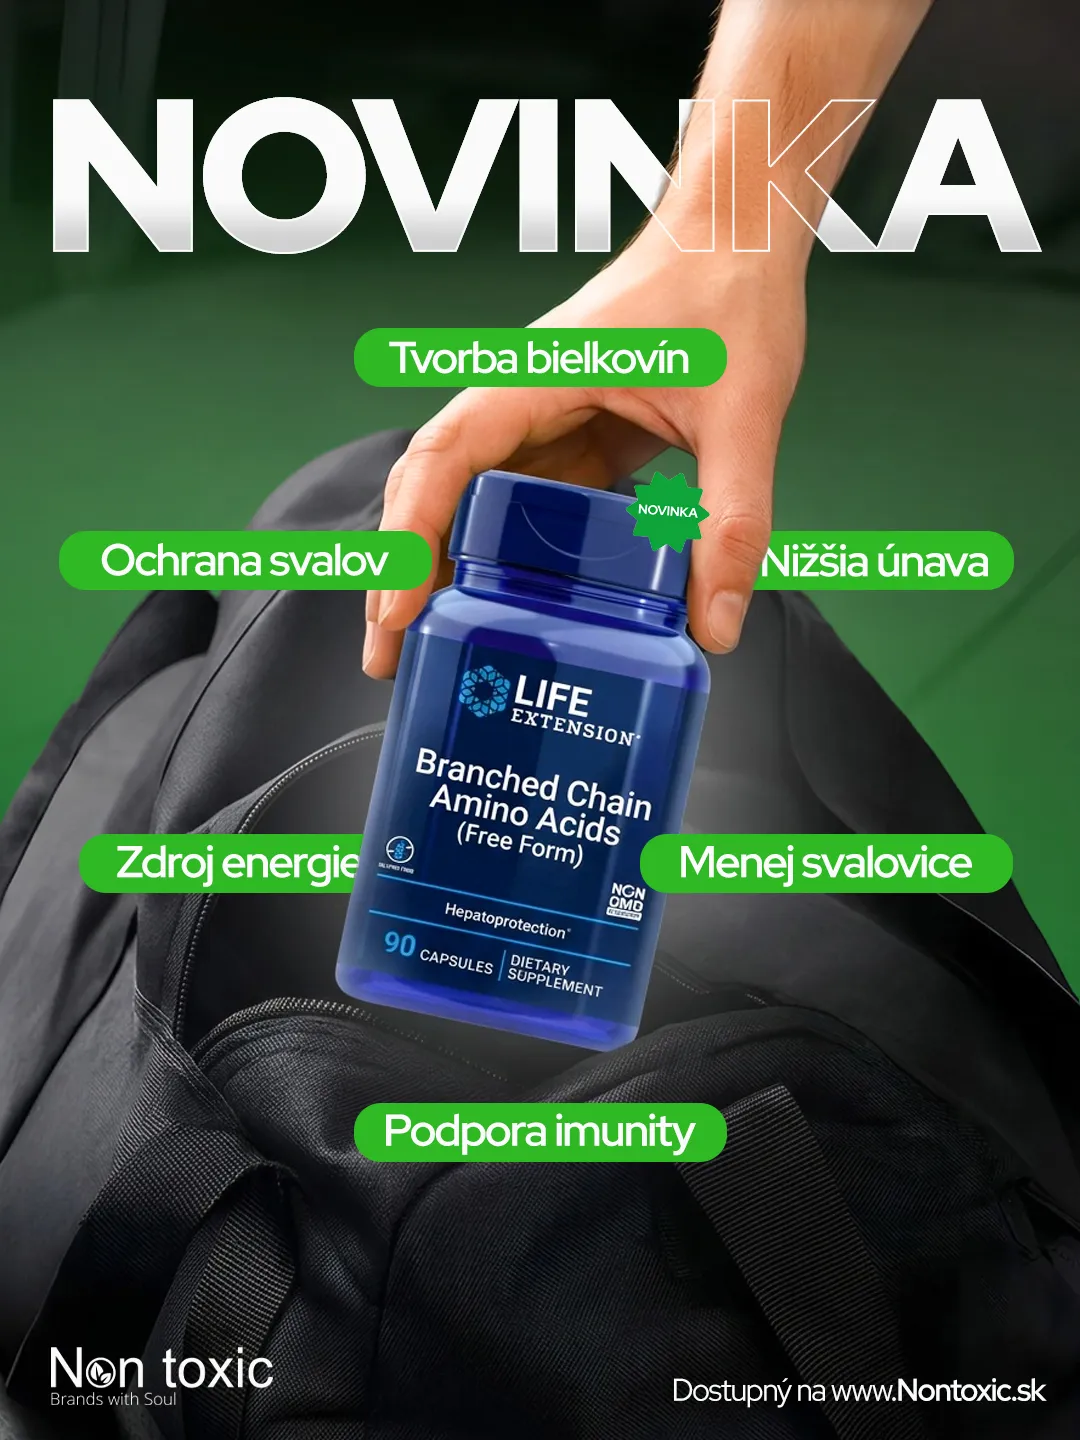 NOVINKA
Tvorba bielkovín
NOVINKA
Ochrana svalov
Nižšia únava
LIFE
EXTENSION
Branched Chain
Amino Acids
(Free Form)
Zdroj energie
Menej svalovice
NON
GMO
Hepatoprotection*
90 CAPSULES
DIETARY
SUPPLEMENT
Podpora imunity
Non toxic
Brands with Soul
Dostupný na www.Nontoxic.sk